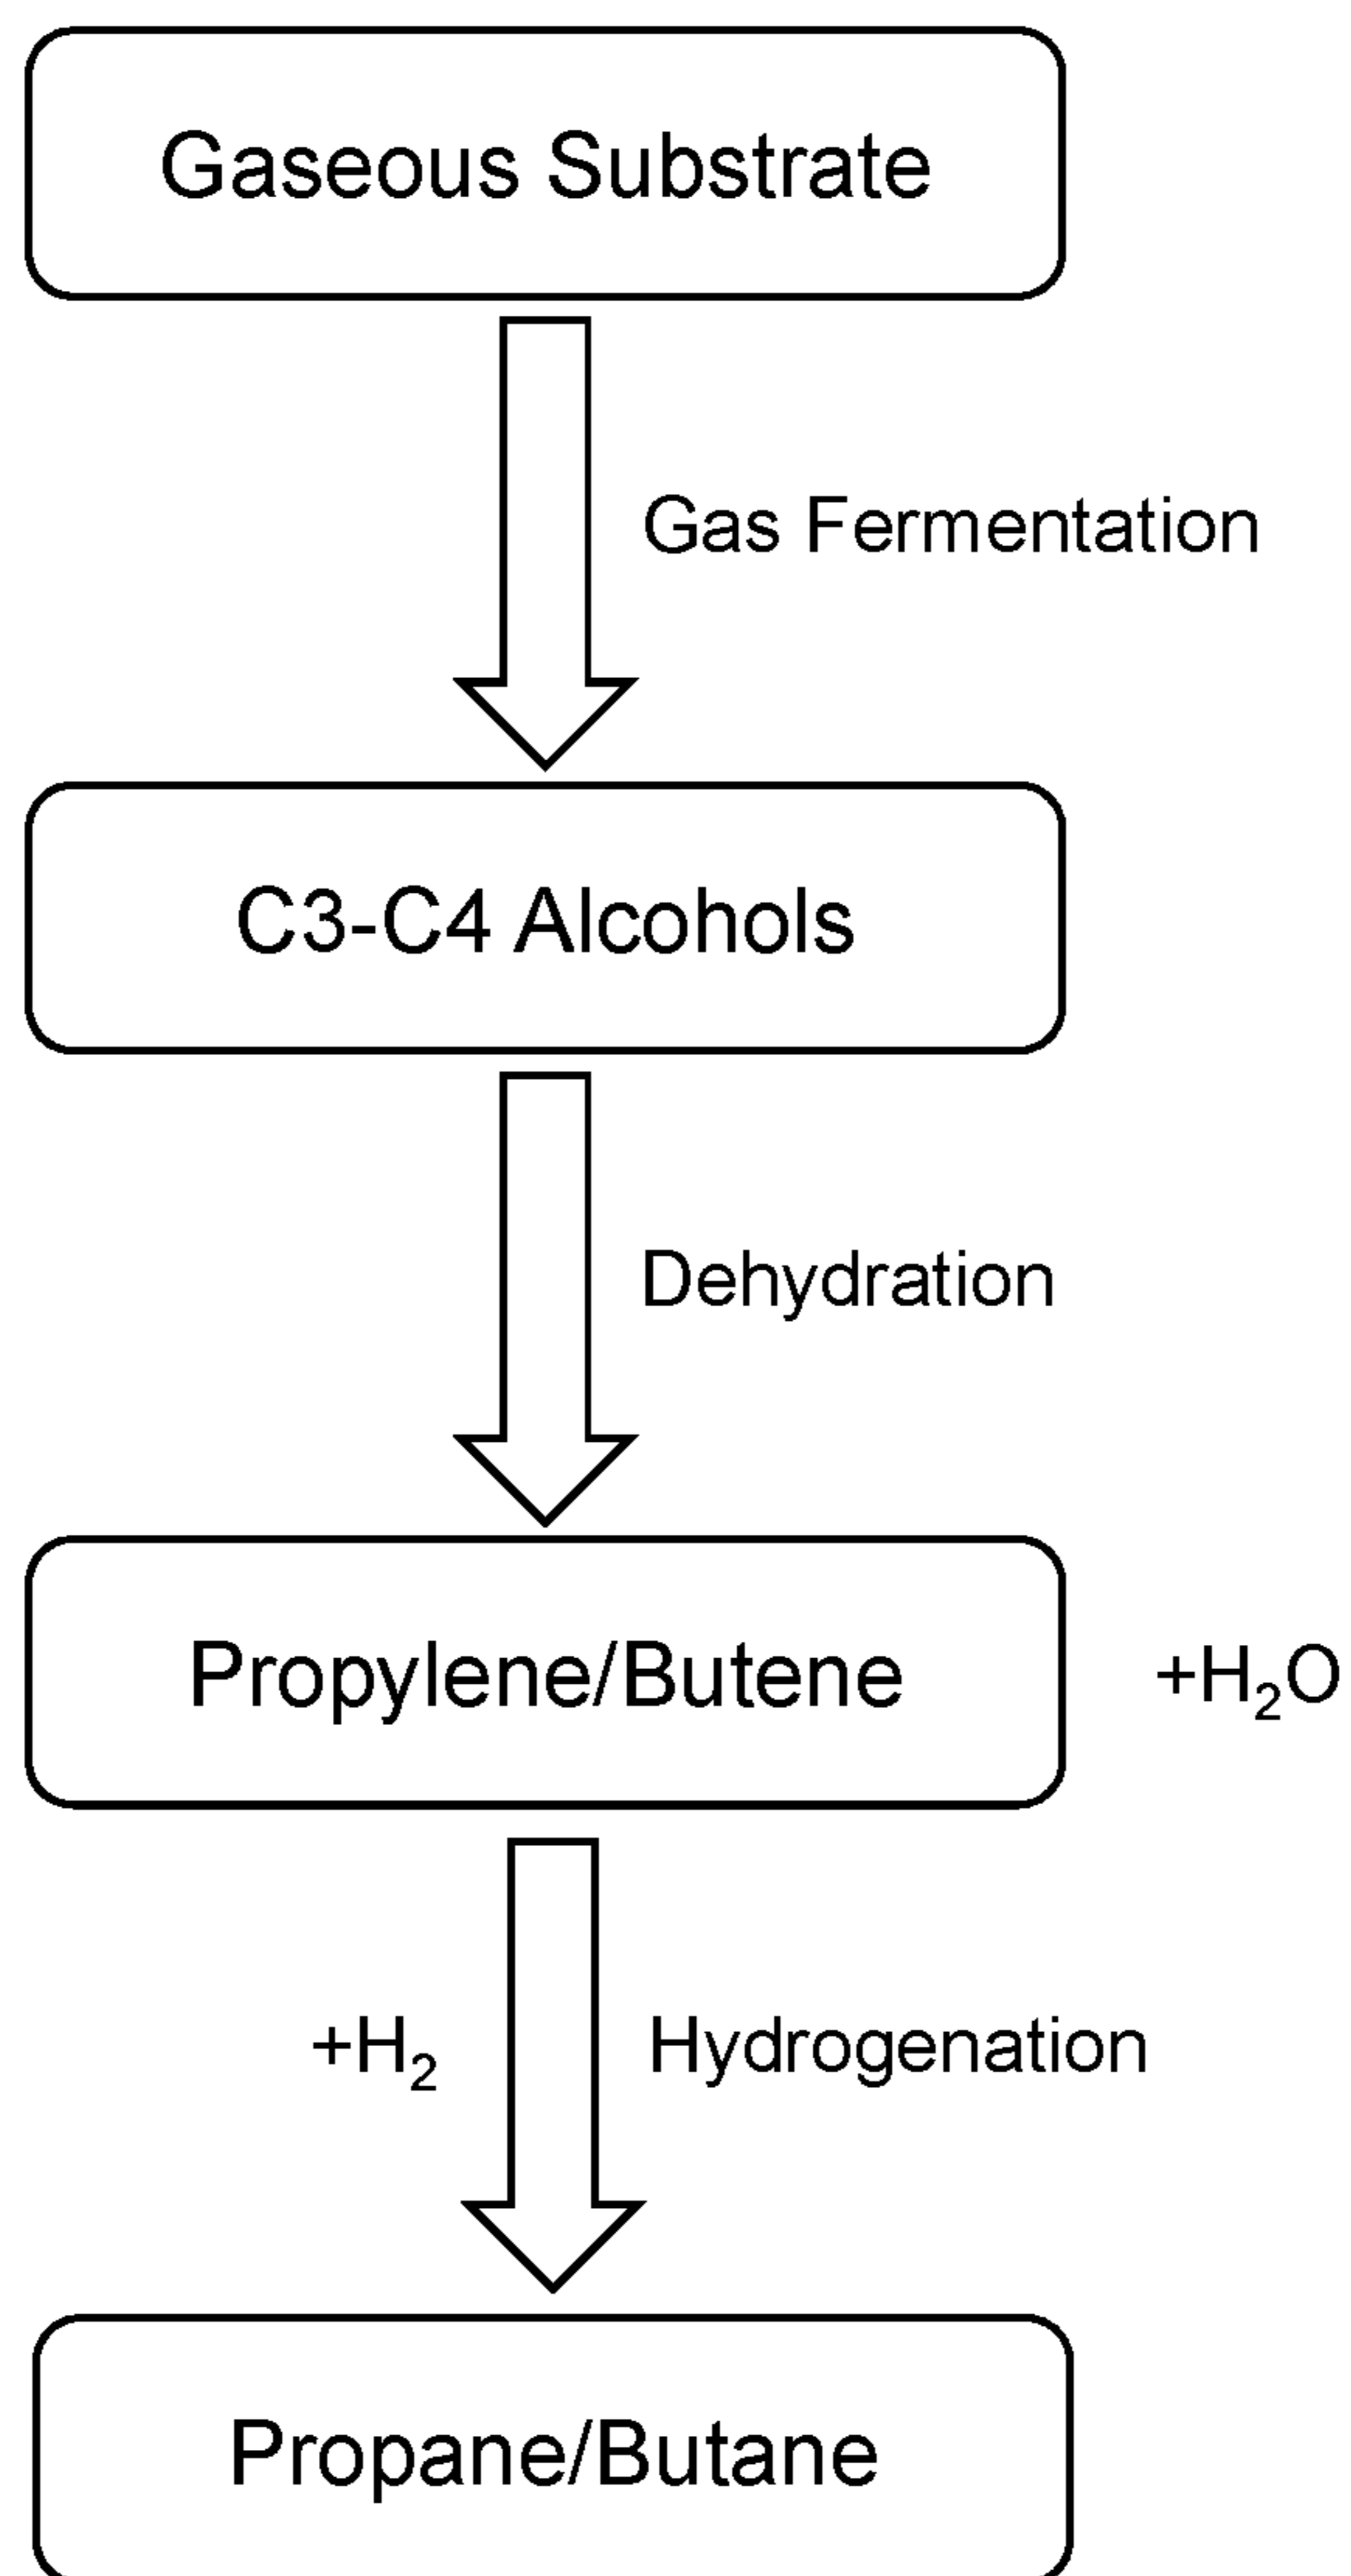 Gaseous Substrate
Gas Fermentation
C3-C4 Alcohols
Dehydration
Propylene/Butene
+H₂O
+H₂
Hydrogenation
Propane/Butane